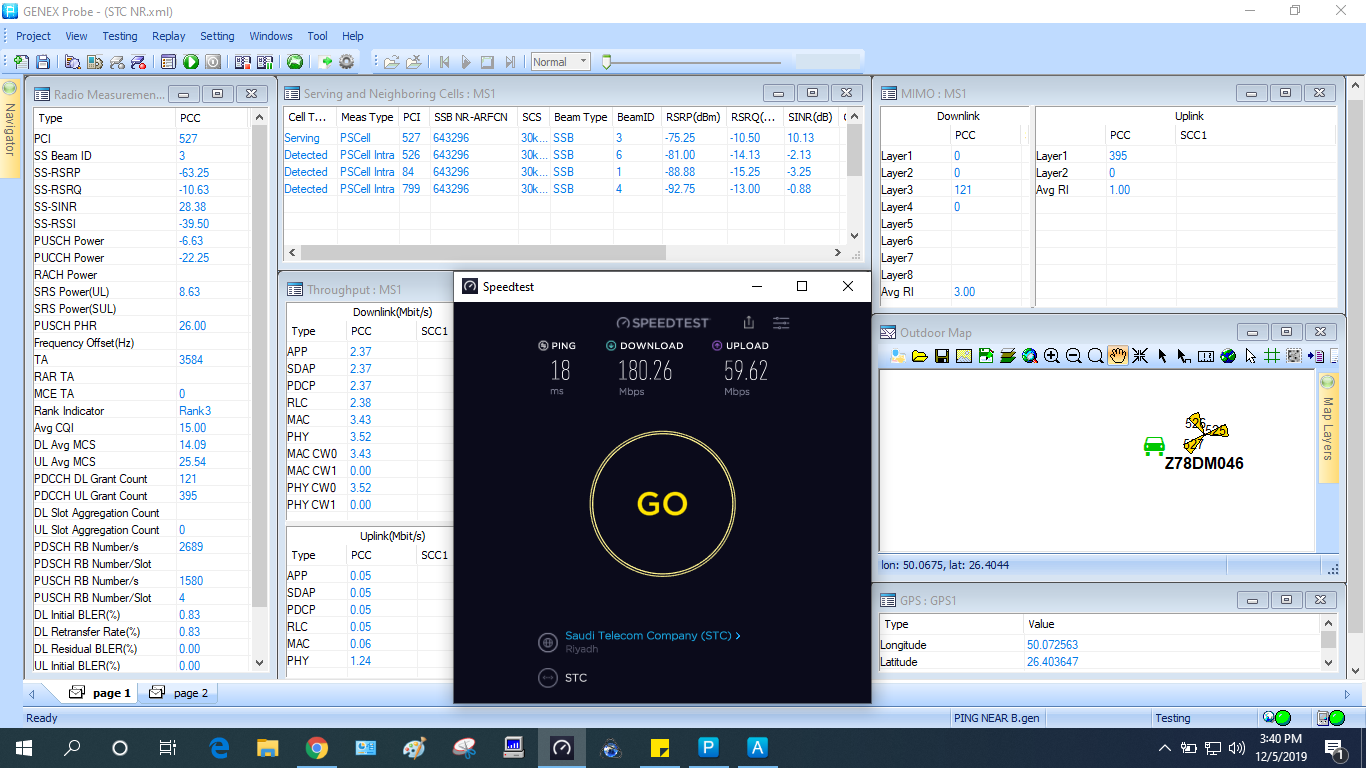 GENEX Probe - (STC NR.xml)
Project View Testing Replay Setting Windows Tool Help
Normal
Navigator
Radio Measuremen...
Type PCC
PCI 527
SS Beam ID 3
SS-RSRP -63.25
SS-RSRQ -10.63
SS-SINR 28.38
SS-RSSI -39.50
PUSCH Power -6.63
PUCCH Power -22.25
RACH Power
SRS Power(UL) 8.63
SRS Power(SUL)
PUSCH PHR 26.00
Frequency Offset(Hz)
TA 3584
RAR TA
MCE TA 0
Rank Indicator Rank3
Avg CQI 15.00
DL Avg MCS 14.09
UL Avg MCS 25.54
PDCCH DL Grant Count 121
PDCCH UL Grant Count 395
DL Slot Aggregation Count
UL Slot Aggregation Count 0
PDSCH RB Number/s 2689
PDSCH RB Number/Slot
PUSCH RB Number/s 1580
PUSCH RB Number/Slot 4
DL Initial BLER(%) 0.83
DL Retransfer Rate(%) 0.83
DL Residual BLER(%) 0.00
UL Initial BLER(%) 0.00
Serving and Neighboring Cells : MS1
Cell T... Meas Type PCI SSB NR-ARFCN SCS Beam Type BeamID RSRP(dBm) RSRQ(... SINR(dB)
Serving PSCell 527 643296 30k... SSB 3 -75.25 -10.50 10.13
Detected PSCell Intra 526 643296 30k... SSB 6 -81.00 -14.13 -2.13
Detected PSCell Intra 84 643296 30k... SSB 1 -88.88 -15.25 -3.25
Detected PSCell Intra 799 643296 30k... SSB 4 -92.75 -13.00 -0.88
MIMO : MS1
Downlink
PCC
Layer1 0
Layer2 0
Layer3 121
Layer4 0
Layer5
Layer6
Layer7
Layer8
Avg RI 3.00
Uplink
PCC SCC1
Layer1 395
Layer2 0
Avg RI 1.00
Throughput : MS1
Downlink(Mbit/s)
Type PCC SCC1
APP 2.37
SDAP 2.37
PDCP 2.37
RLC 2.38
MAC 3.43
PHY 3.52
MAC CW0 3.43
MAC CW1 0.00
PHY CW0 3.52
PHY CW1 0.00
Uplink(Mbit/s)
Type PCC SCC1
APP 0.05
SDAP 0.05
PDCP 0.05
RLC 0.05
MAC 0.06
PHY 1.24
Speedtest
SPEEDTEST
PING DOWNLOAD UPLOAD
18 180.26 59.62
ms Mbps Mbps
GO
Saudi Telecom Company (STC)
Riyadh
STC
Outdoor Map
526
525
527
Z78DM046
Map Layers
lon: 50.0675, lat: 26.4044
GPS : GPS1
Type Value
Longitude 50.072563
Latitude 26.403647
page 1 page 2
Ready PING NEAR B.gen Testing
3:40 PM
12/5/2019
1